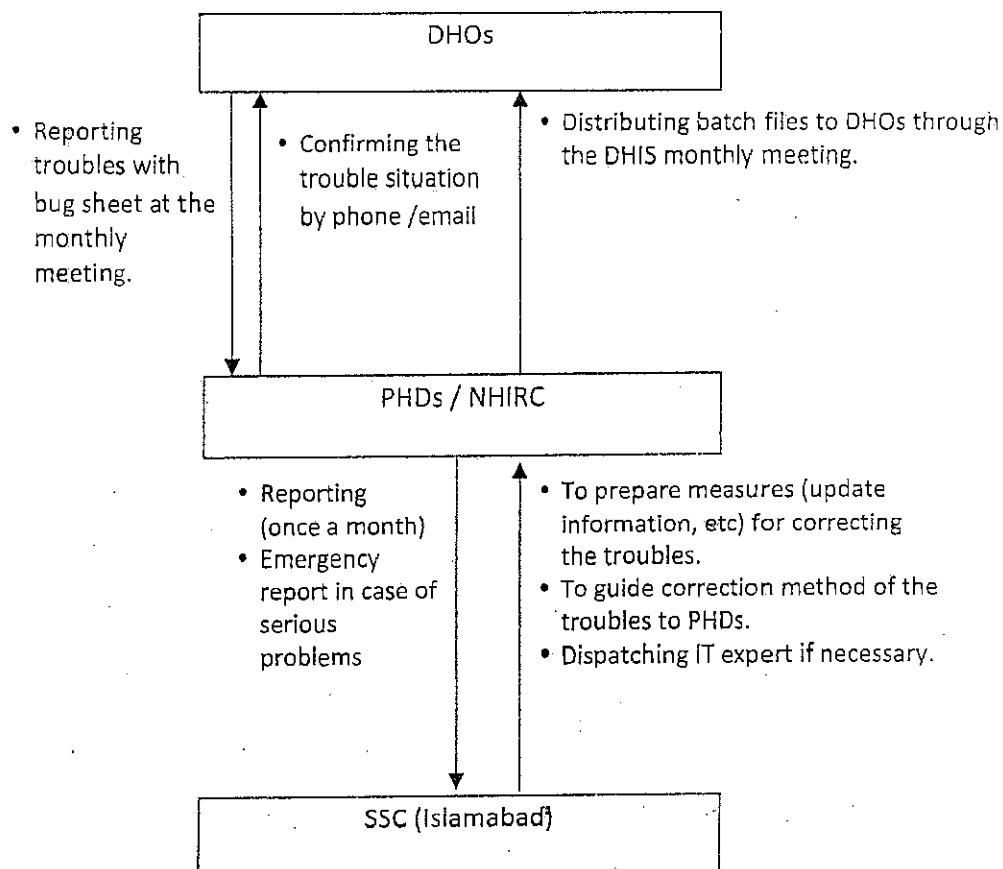 DHOs
• Reporting
troubles with
bug sheet at the
monthly
meeting.
• Confirming the
trouble situation
by phone /email
• Distributing batch files to DHOs through
the DHIS monthly meeting.
PHDs / NHIRC
• Reporting
(once a month)
• Emergency
report in case of
serious
problems
• To prepare measures (update
information, etc) for correcting
the troubles.
• To guide correction method of the
troubles to PHDs.
• Dispatching IT expert if necessary.
SSC (Islamabad)